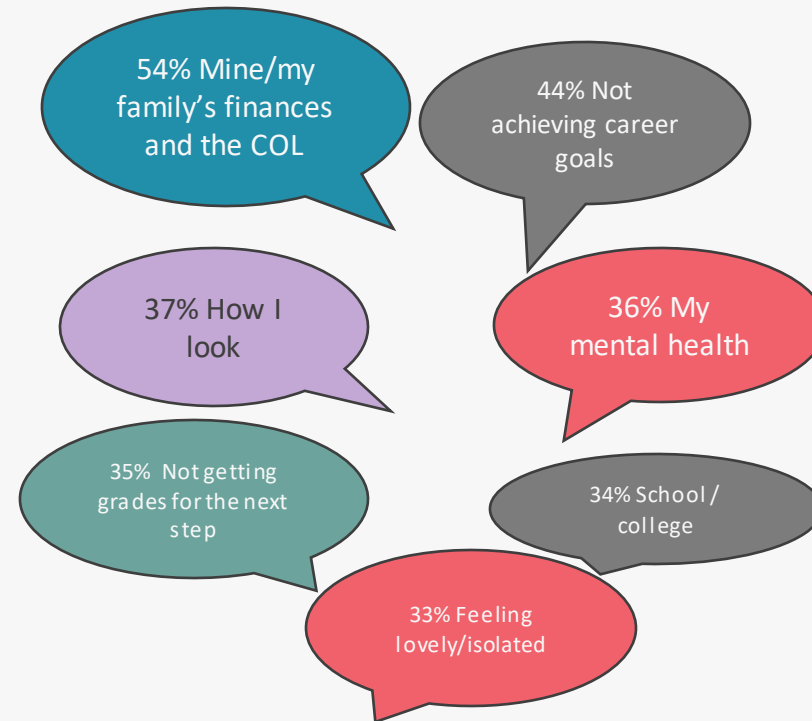 54% Mine/my
family’s finances
and the COL
44% Not
achieving career
goals
37% How I
look
36% My
mental health
35% Not getting
grades for the next
step
34% School /
college
33% Feeling
lovely/isolated